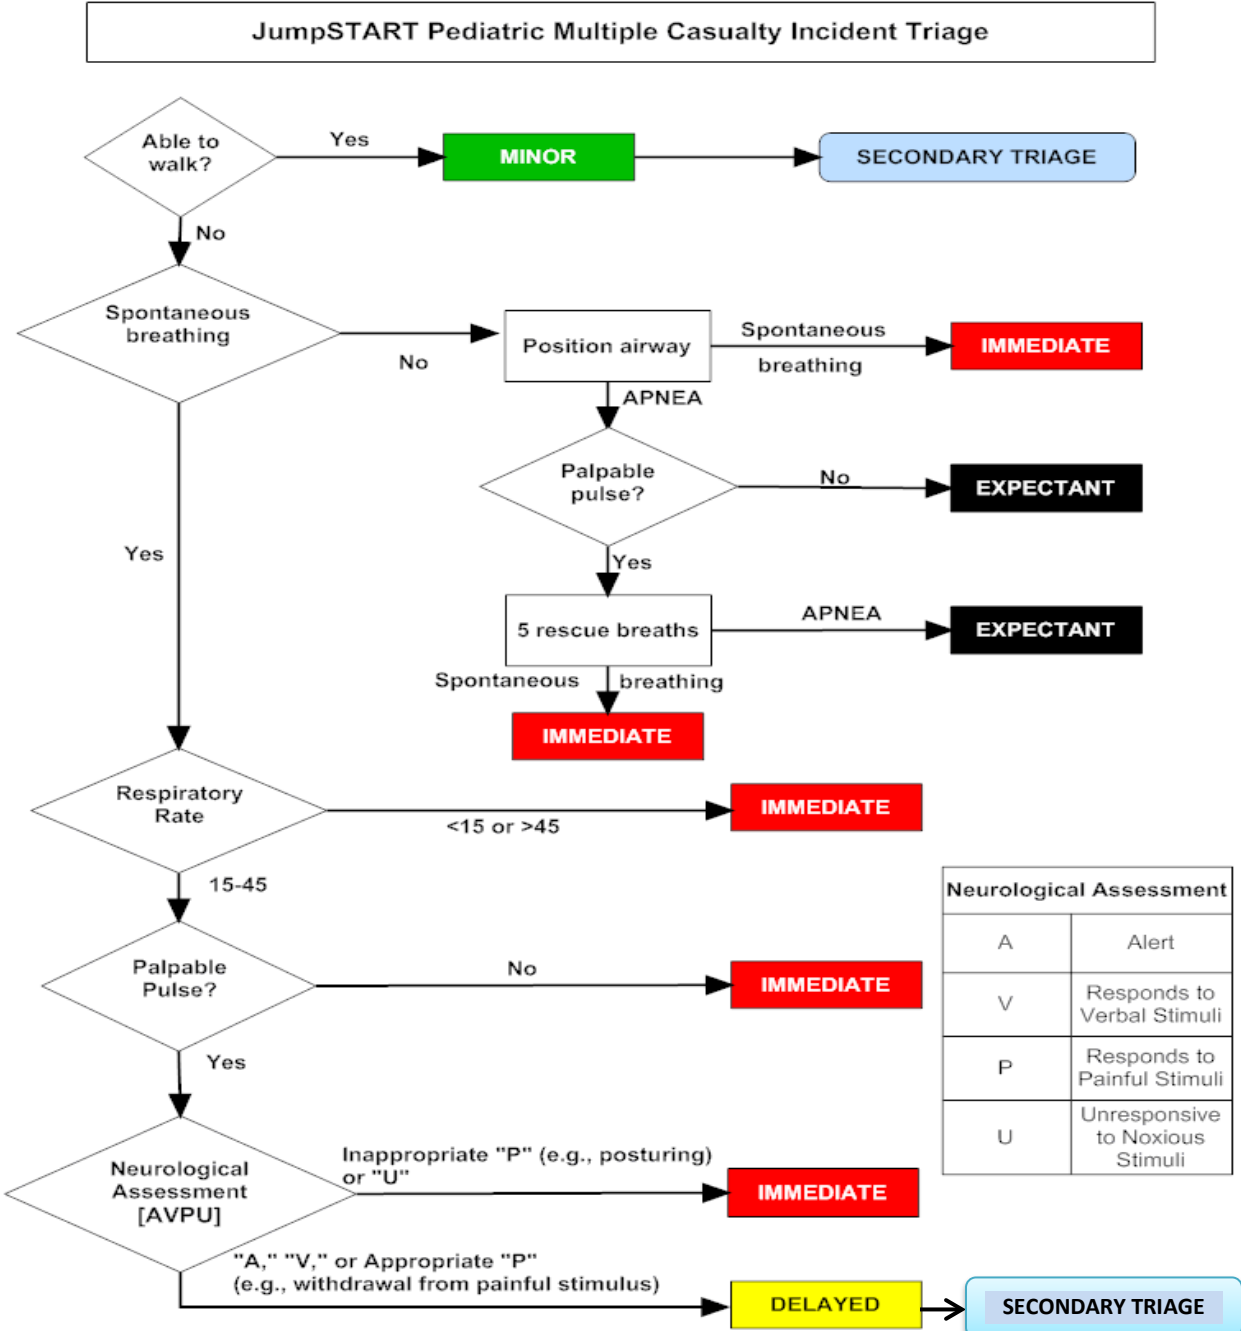 JumpSTART Pediatric Multiple Casualty Incident Triage
Able to
walk?
Yes
MINOR
SECONDARY TRIAGE
No
Spontaneous
breathing
No
Position airway
Spontaneous
breathing
IMMEDIATE
APNEA
Palpable
pulse?
No
EXPECTANT
Yes
Yes
5 rescue breaths
APNEA
EXPECTANT
Spontaneous breathing
IMMEDIATE
Respiratory
Rate
<15 or >45
IMMEDIATE
15-45
Palpable
Pulse?
No
IMMEDIATE
Yes
Neurological
Assessment
[AVPU]
Inappropriate "P" (e.g., posturing)
or "U"
IMMEDIATE
"A," "V," or Appropriate "P"
(e.g., withdrawal from painful stimulus)
DELAYED
SECONDARY TRIAGE
Neurological Assessment
A
Alert
V
Responds to
Verbal Stimuli
P
Responds to
Painful Stimuli
U
Unresponsive
to Noxious
Stimuli